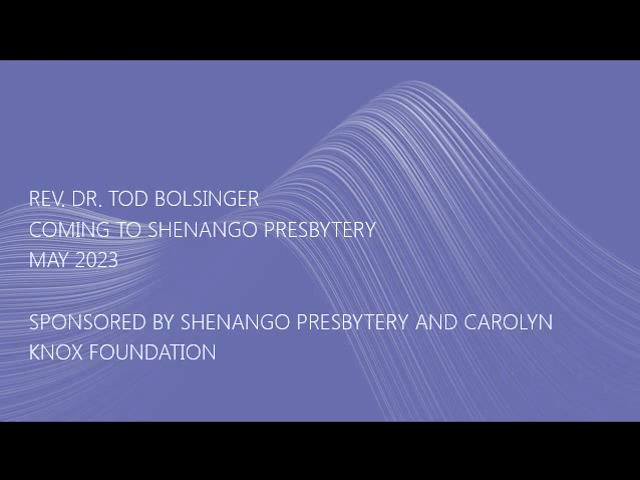 REV. DR. TOD BOLSINGER
COMING TO SHENANGO PRESBYTERY
MAY 2023
SPONSORED BY SHENANGO PRESBYTERY AND CAROLYN
KNOX FOUNDATION